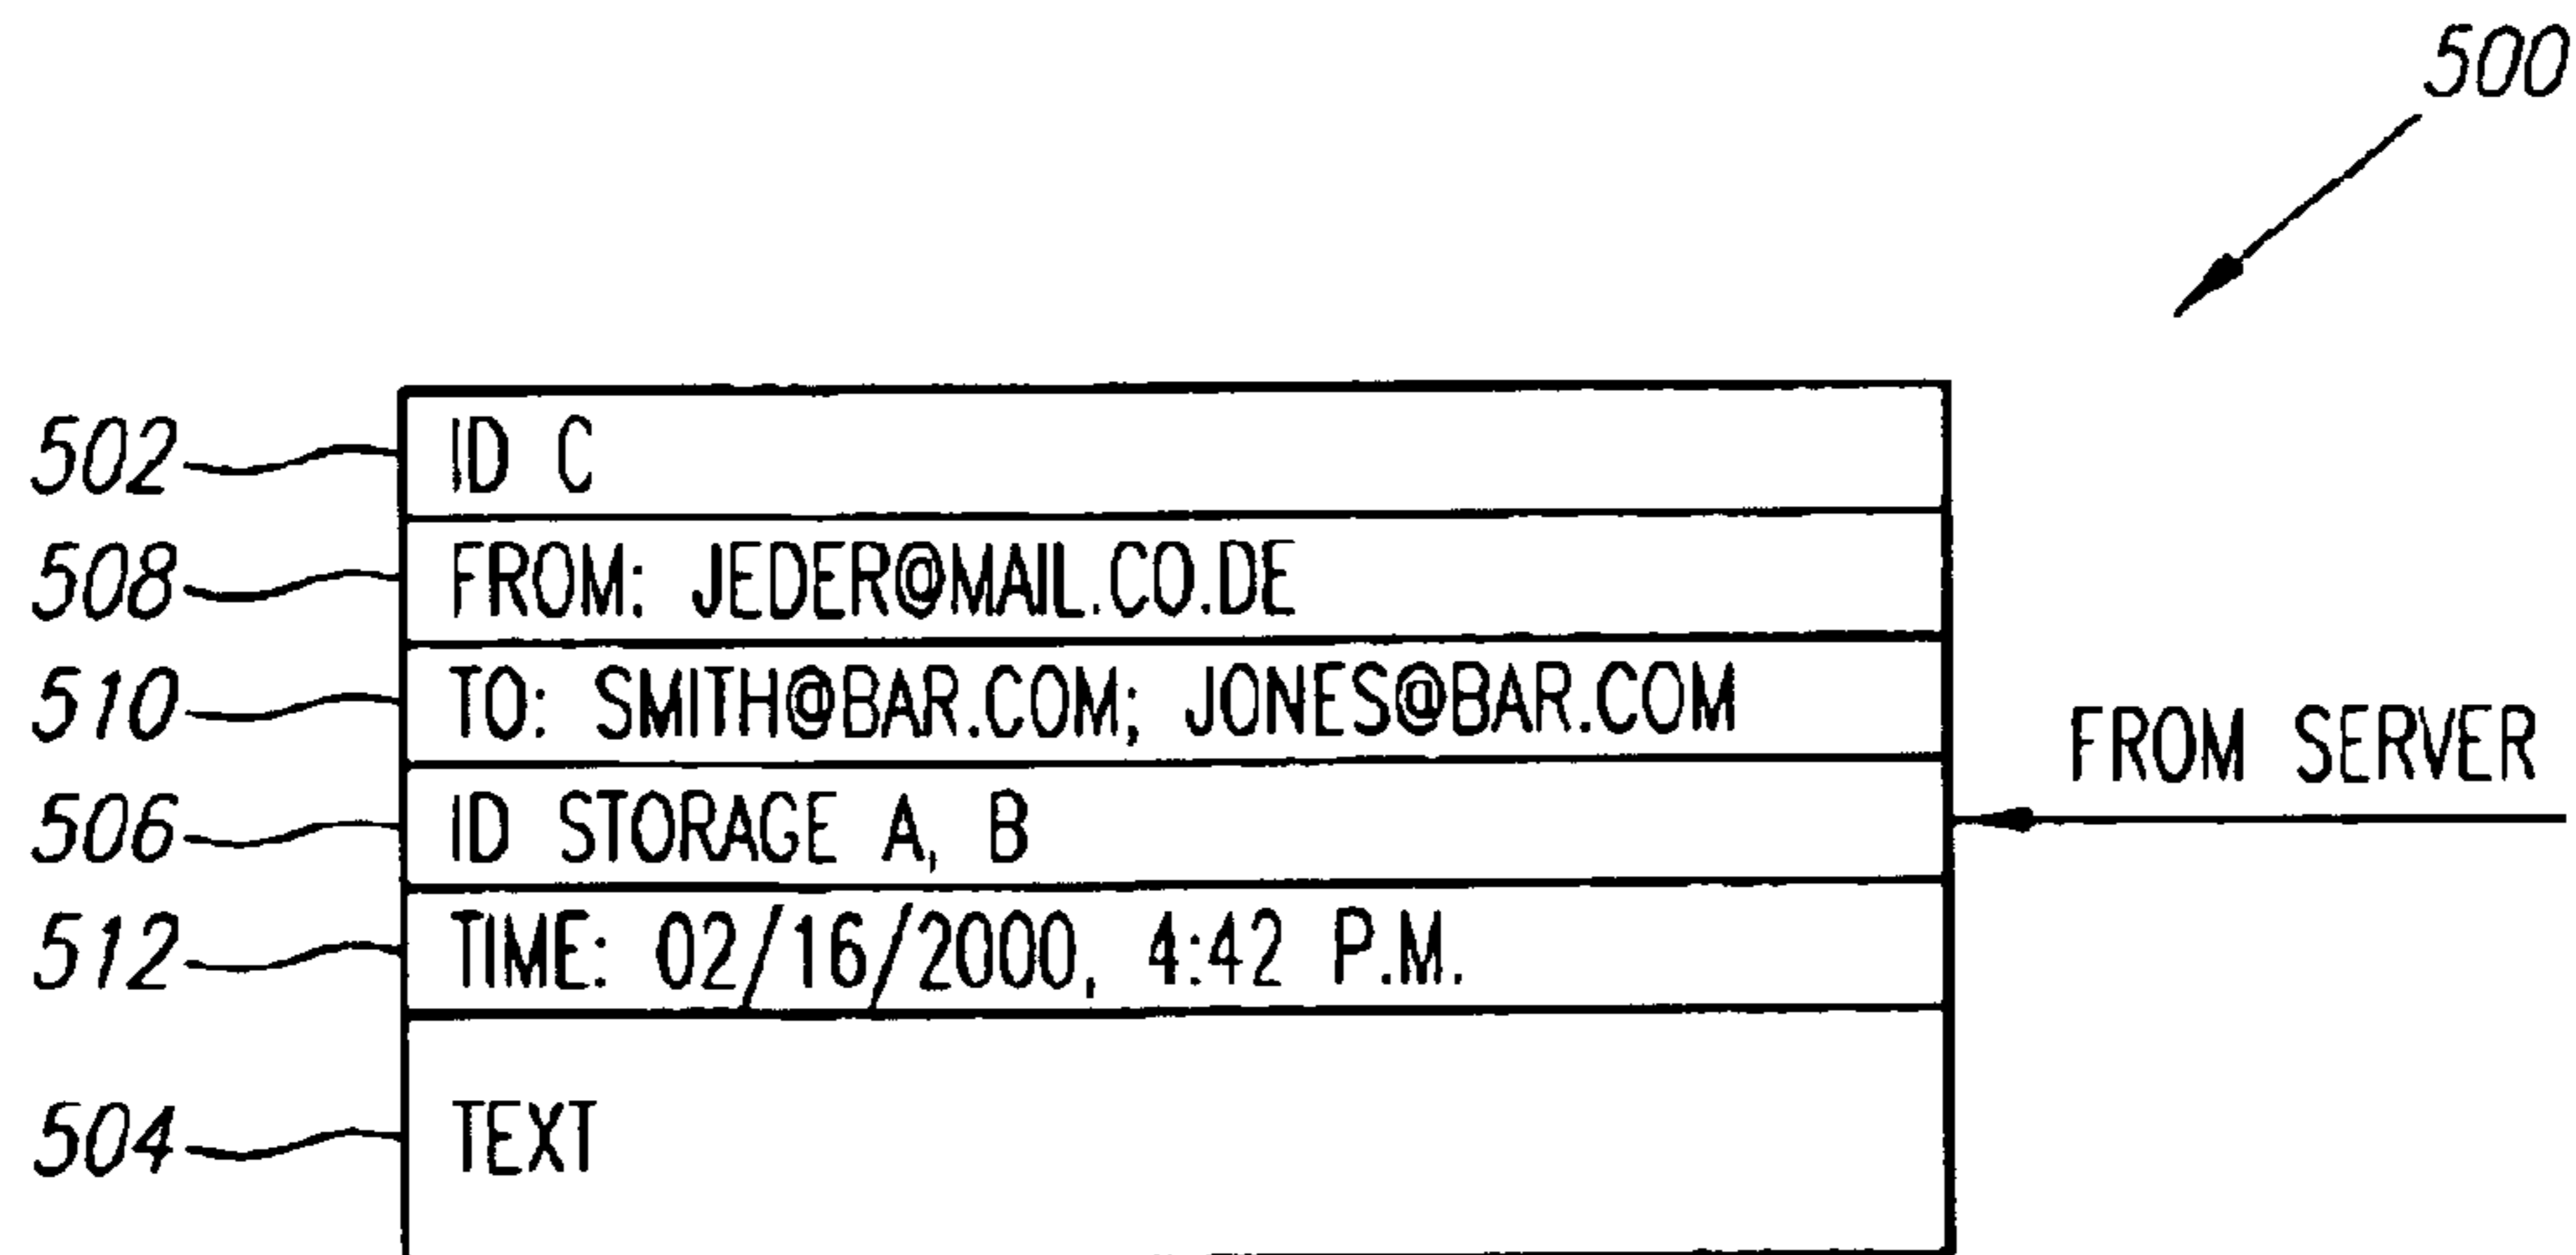 500
502 ID C
508 FROM: JEDER@MAIL.CO.DE
510 TO: SMITH@BAR.COM; JONES@BAR.COM
FROM SERVER
506 ID STORAGE A, B
512 TIME: 02/16/2000, 4:42 P.M.
504 TEXT